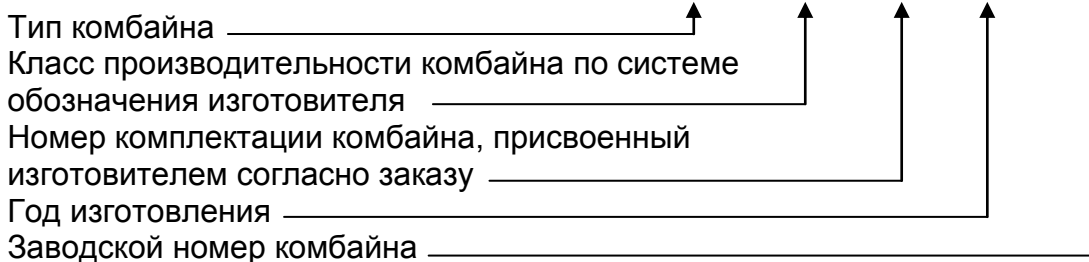 Тип комбайна
Класс производительности комбайна по системе
обозначения изготовителя
Номер комплектации комбайна, присвоенный
изготовителем согласно заказу
Год изготовления
Заводской номер комбайна